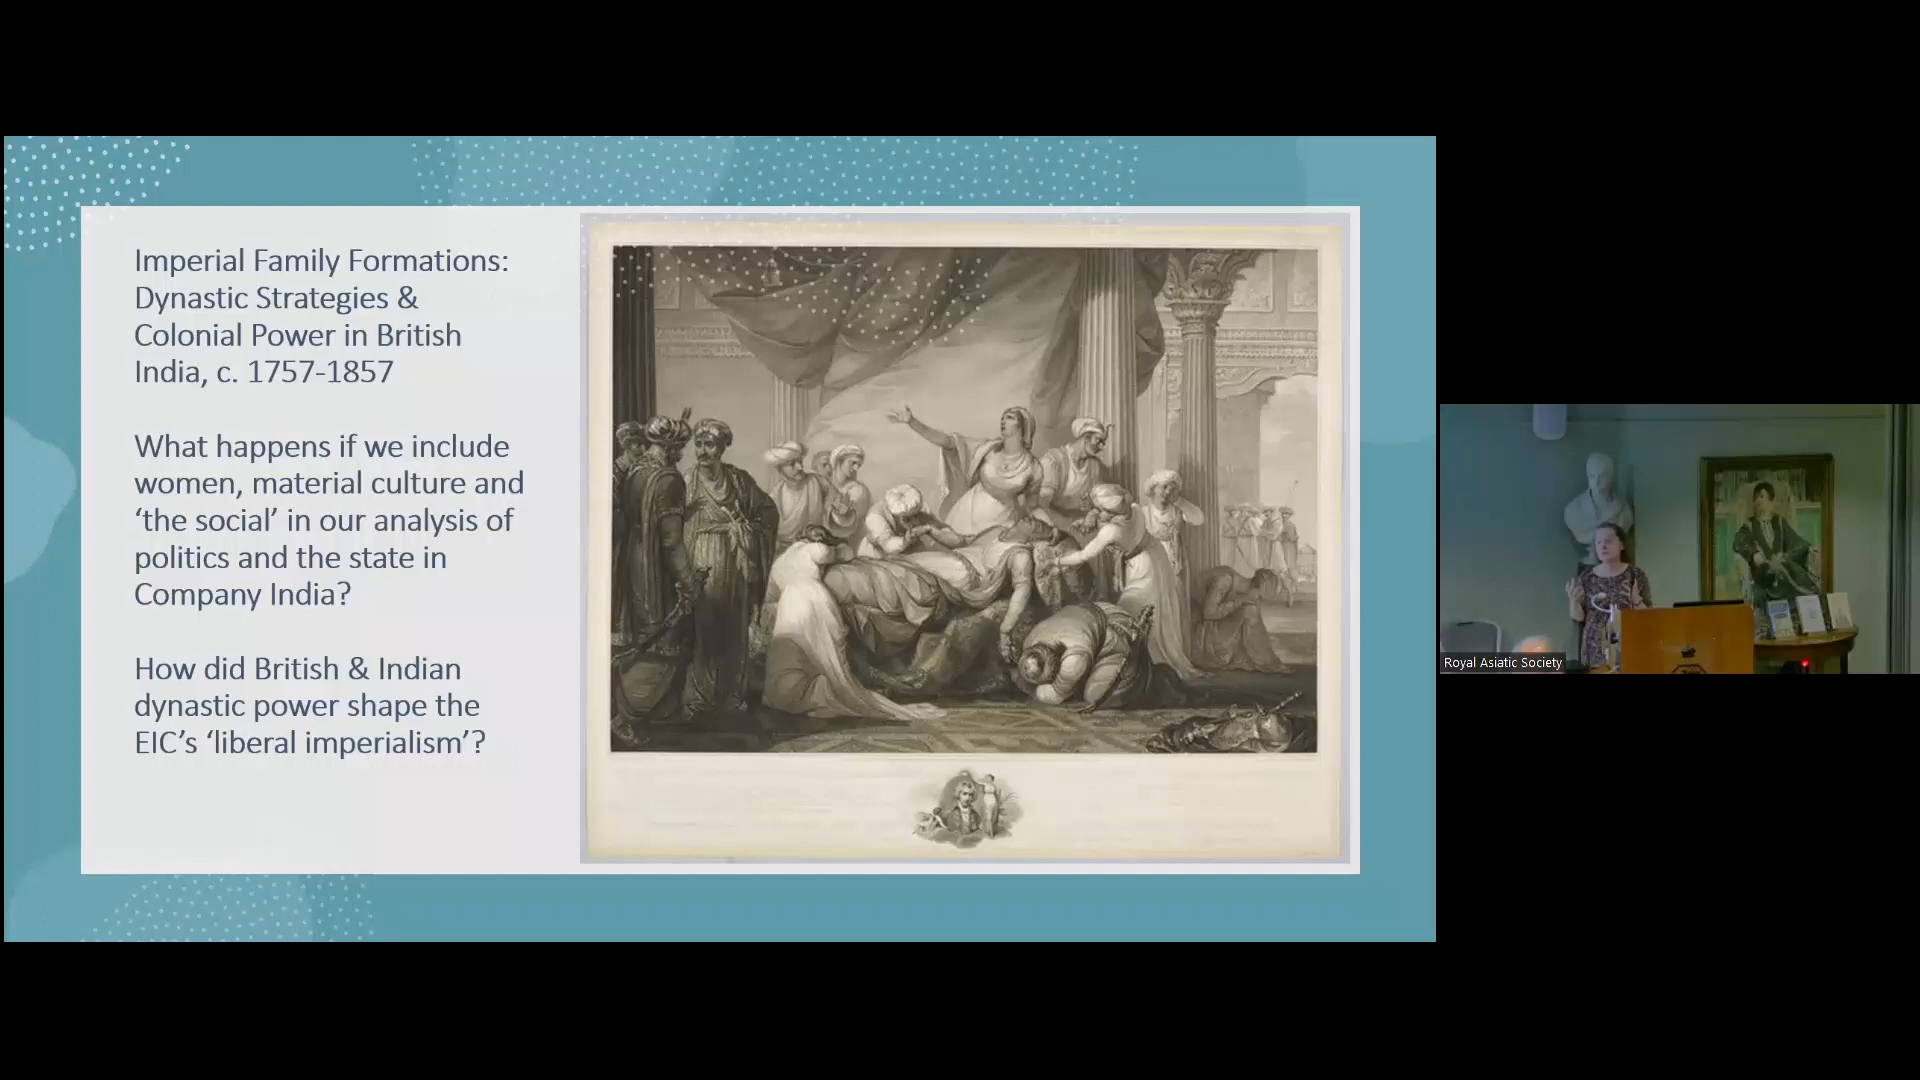 Imperial Family Formations:
Dynastic Strategies &
Colonial Power in British
India, c. 1757-1857
What happens if we include
women, material culture and
‘the social’ in our analysis of
politics and the state in
Company India?
How did British & Indian
dynastic power shape the
EIC’s ‘liberal imperialism’?
Royal Asiatic Society